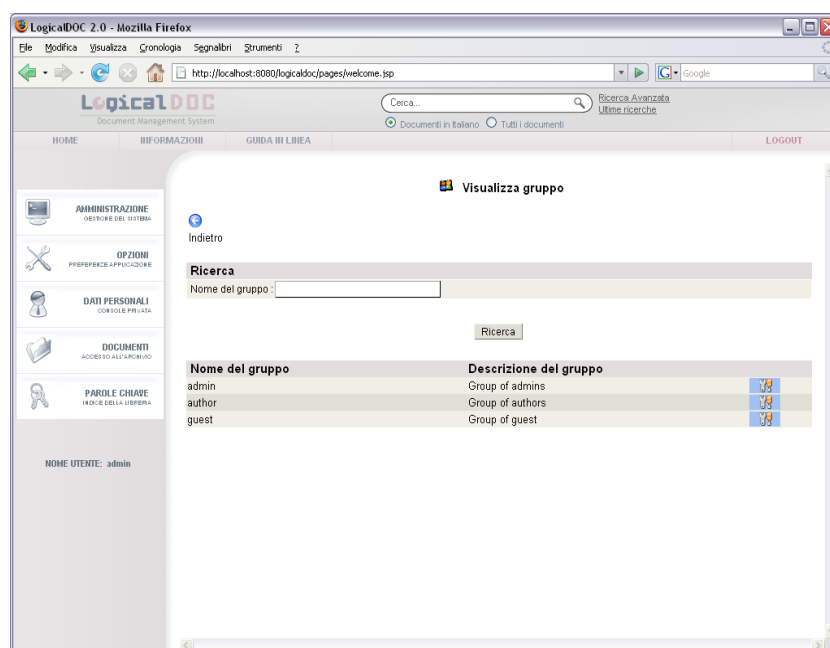 LogicalDOC 2.0 - Mozilla Firefox
File Modifica Visualizza Cronologia Segnalibri Strumenti ?
http://localhost:8080/logicaldoc/pages/welcome.jsp
Google
LogicalDOC
Document Management System
Cerca...
Ricerca Avanzata
Ultime ricerche
Documenti in Italiano Tutti i documenti
HOME INFORMAZIONI GUIDA IN LINEA LOGOUT
Visualizza gruppo
AMMINISTRAZIONE
GESTIONE DEL SISTEMA
OPZIONI
PREFERENZE APPLICAZIONE
DATI PERSONALI
CONSOLE PRIVATA
DOCUMENTI
ACCESSO ALL'ARCHIVIO
PAROLE CHIAVE
INDICE DELLA LIBRERIA
NOME UTENTE: admin
Indietro
Ricerca
Nome del gruppo :
Ricerca
Nome del gruppo Descrizione del gruppo
admin Group of admins
author Group of authors
guest Group of guest